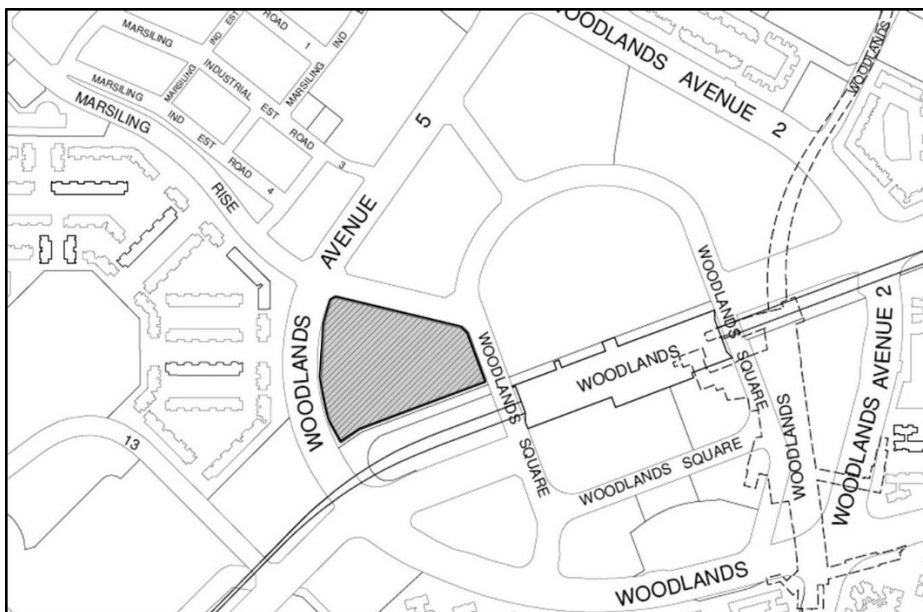 MARSILING
IND EST
ROAD
1
MARSILING IND
MARSILING
IND EST
INDUSTRIAL
EST
ROAD
3
MARSILING
IND
EST
ROAD
4
MARSILING
RISE
WOODLANDS
AVENUE
2
WOODLANDS
AVENUE
5
WOODLANDS
WOODLANDS
SQUARE
WOODLANDS
SQUARE
WOODLANDS
WOODLANDS SQUARE
WOODLANDS
WOODLANDS AVENUE 2
13
WOODLANDS